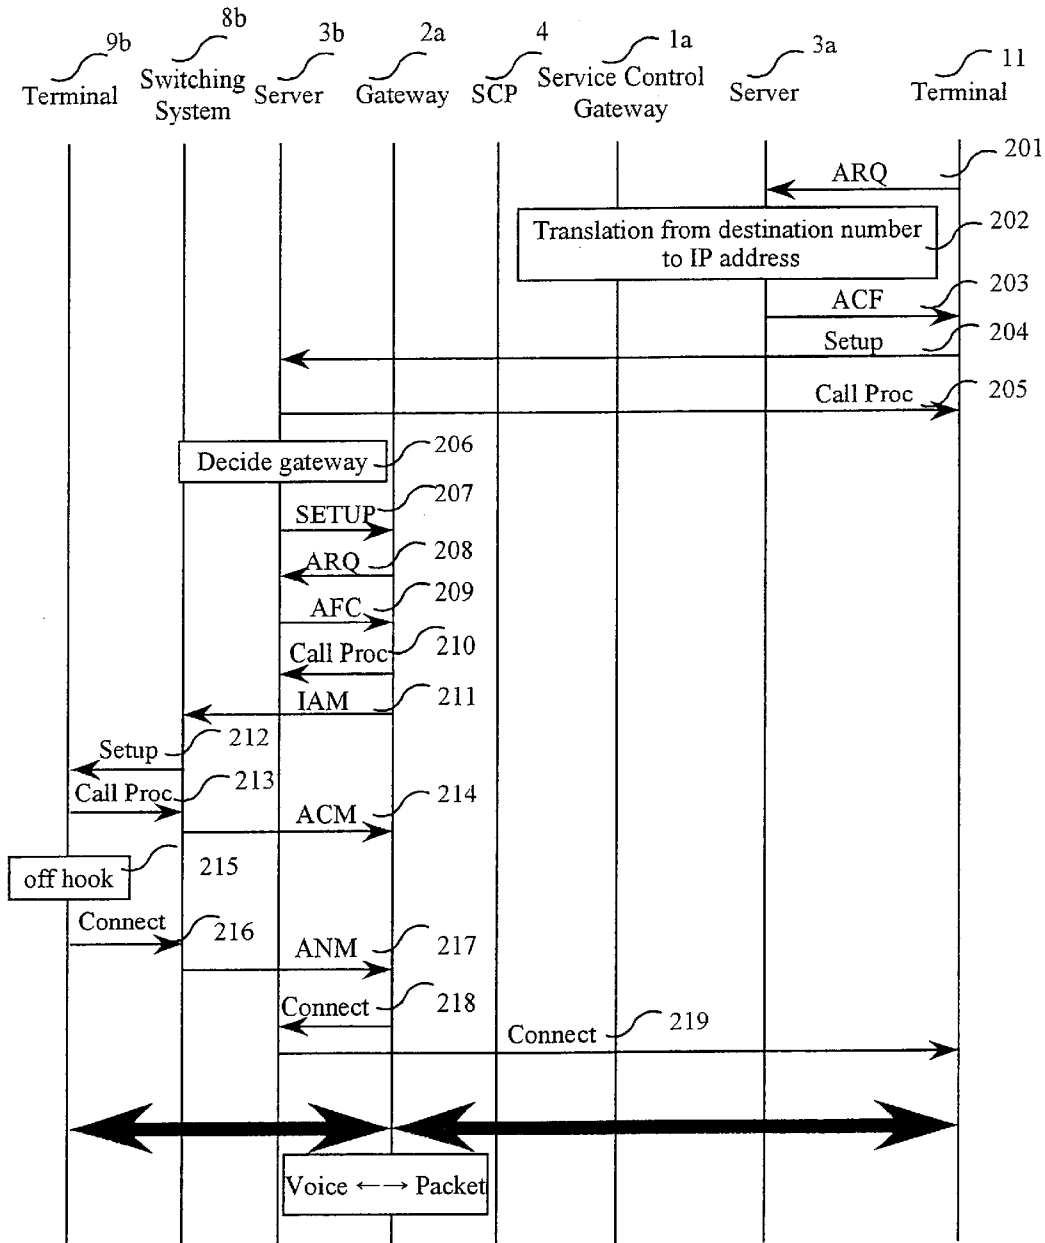 9b
8b
3b
2a
4
1a
3a
11
Terminal
Switching
System
Server
Gateway
SCP
Service Control
Gateway
Server
Terminal
ARQ
201
Translation from destination number
to IP address
202
ACF
203
Setup
204
Call Proc
205
Decide gateway
206
SETUP
207
ARQ
208
AFC
209
Call Proc
210
IAM
211
Setup
212
Call Proc
213
ACM
214
off hook
215
Connect
216
ANM
217
Connect
218
Connect
219
Voice ←→ Packet